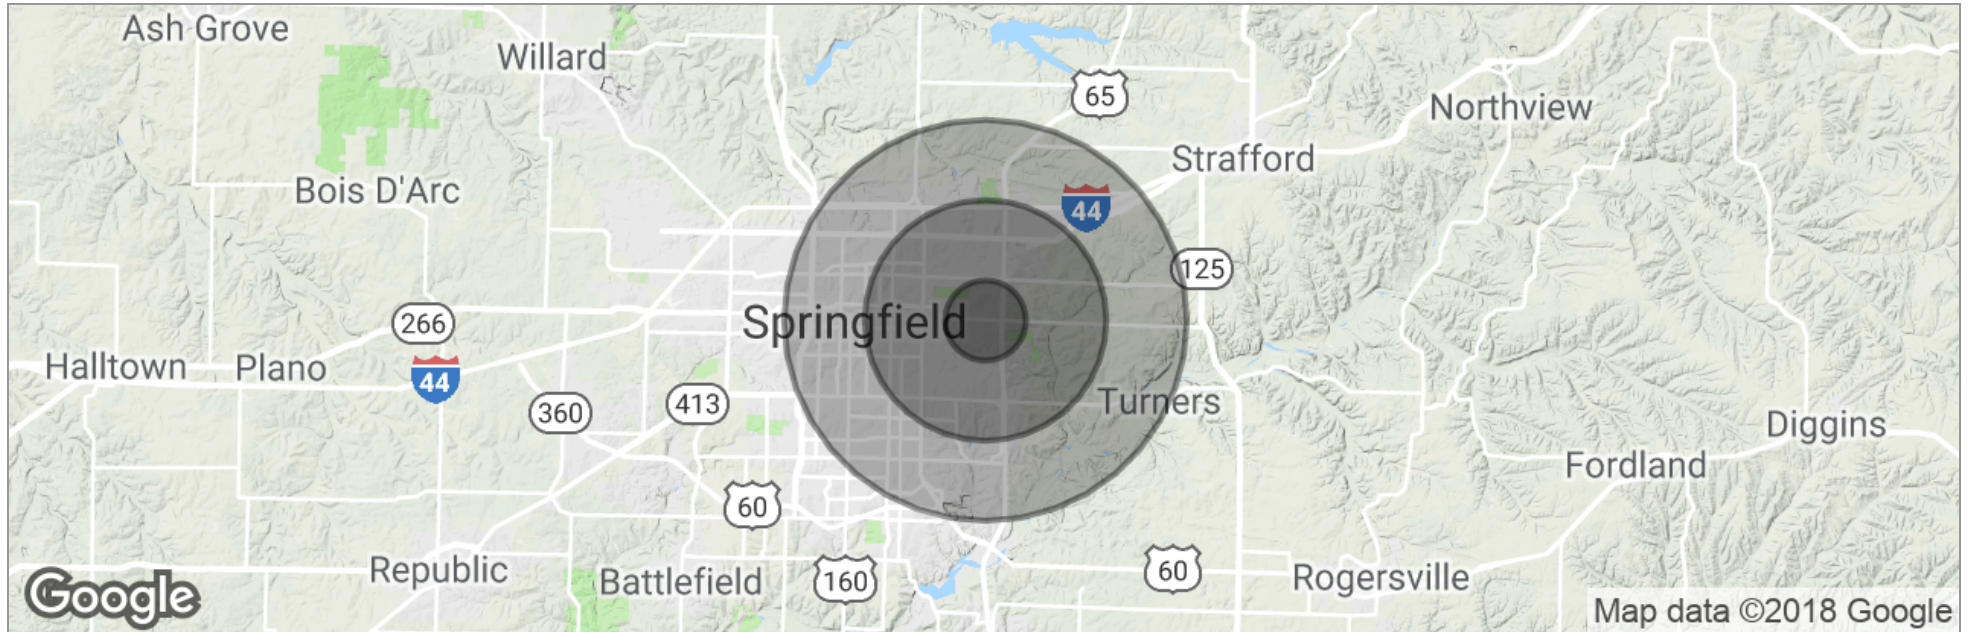 Ash Grove
Willard
65
Northview
Strafford
Bois D'Arc
44
125
266
Springfield
Halltown
Plano
44
360
413
Turners
Diggins
Fordland
60
Republic
Battlefield
160
60
Rogersville
Google
Map data ©2018 Google